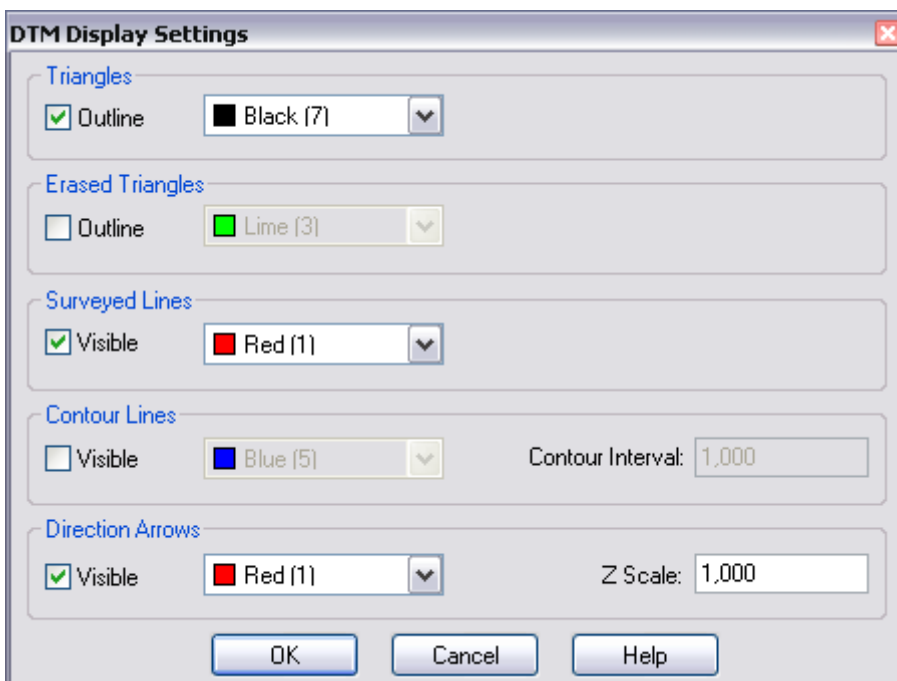 DTM Display Settings
Triangles
Outline Black (7)
Erased Triangles
Outline Lime (3)
Surveyed Lines
Visible Red (1)
Contour Lines
Visible Blue (5) Contour Interval: 1,000
Direction Arrows
Visible Red (1) Z Scale: 1,000
OK Cancel Help